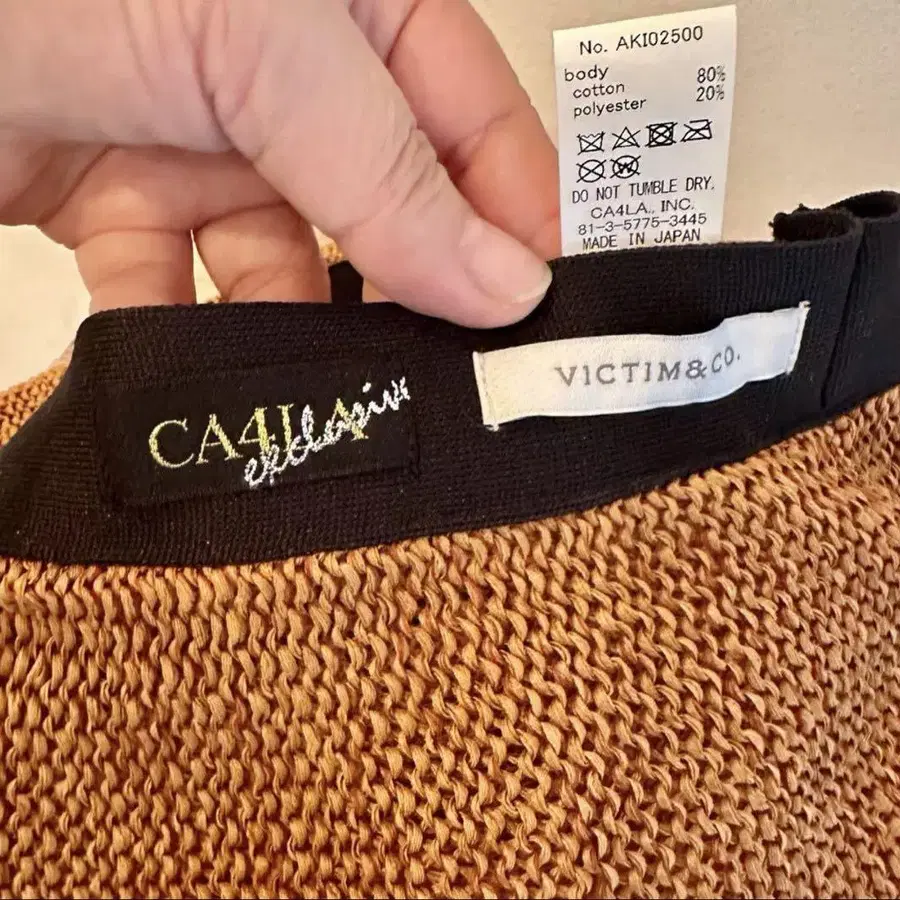 No. AKI02500
body
cotton 80%
polyester 20%
DO NOT TUMBLE DRY.
CA4LA., INC.
81-3-5775-3445
MADE IN JAPAN
VICTIM&CO.
CA4LA
exclusive